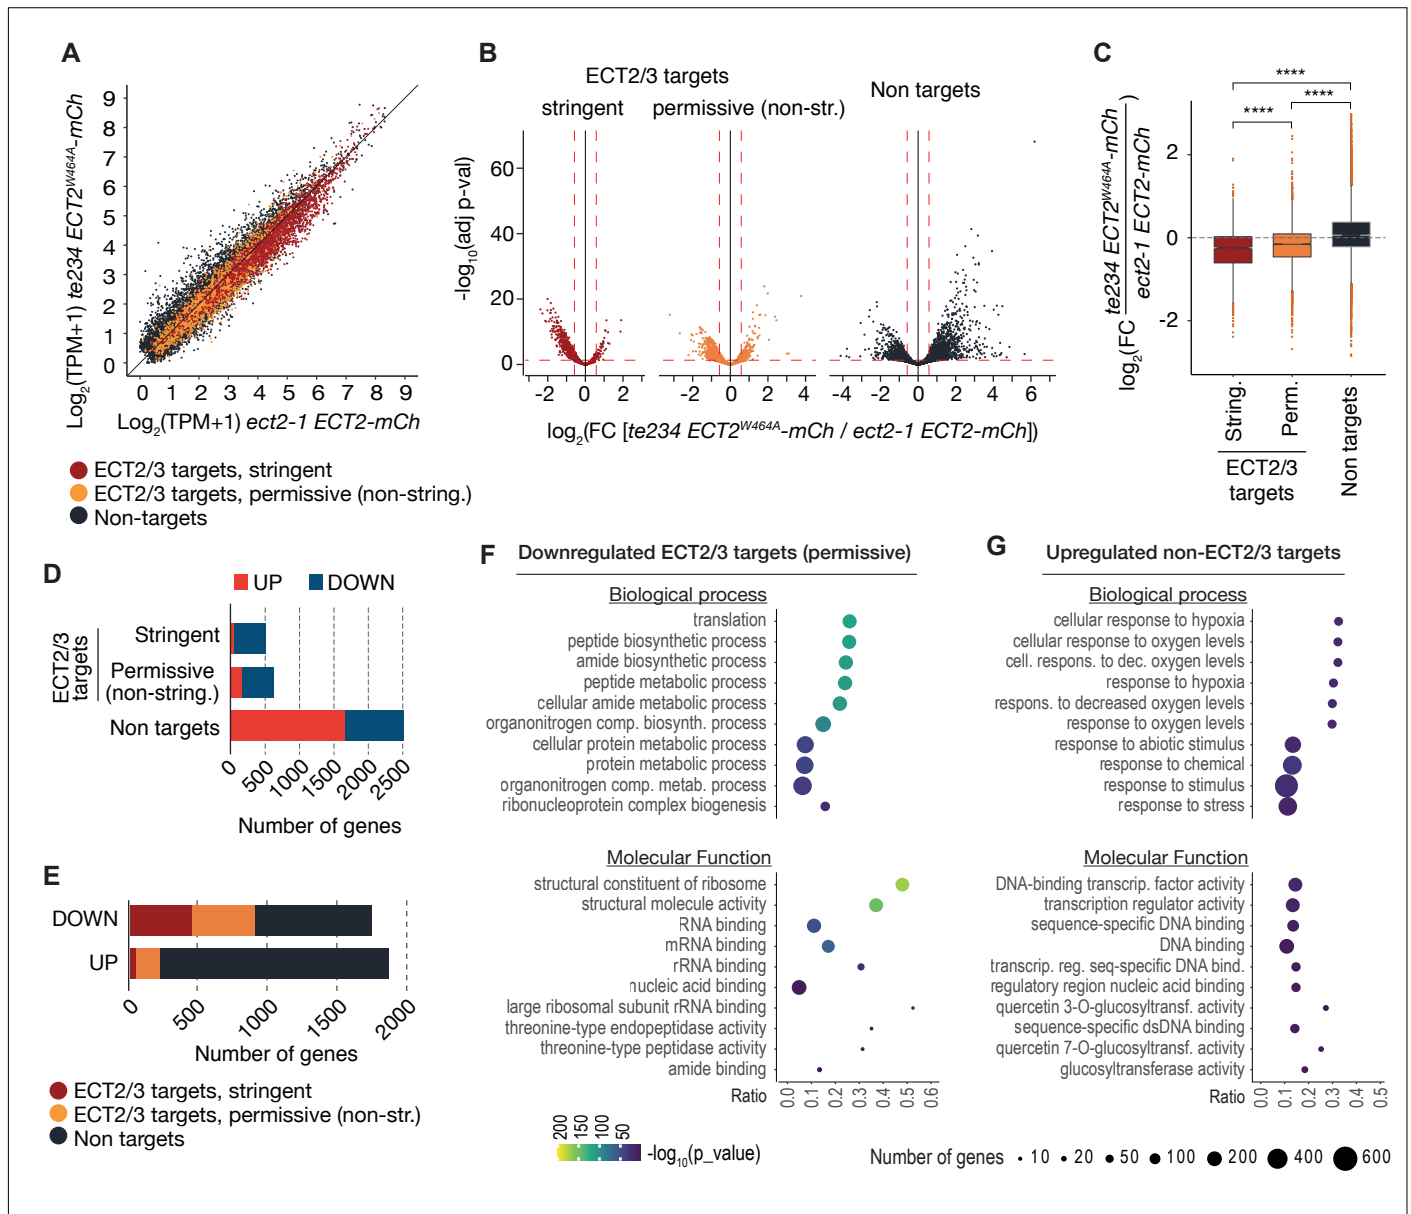 A
9
8
7
6
5
4
3
2
1
0
0 1 2 3 4 5 6 7 8 9
Log2(TPM+1) te234 ECT2W464A-mCh
Log2(TPM+1) ect2-1 ECT2-mCh
ECT2/3 targets, stringent
ECT2/3 targets, permissive (non-string.)
Non-targets
B
ECT2/3 targets
stringent
permissive (non-str.)
Non targets
-log10(adj p-val)
60
40
20
0
-2 0 2
-2 0 2 4
-4 -2 0 2 4 6
log2(FC [te234 ECT2W464A-mCh / ect2-1 ECT2-mCh])
C
****
****
****
log2(FC te234 ECT2W464A-mCh
ect2-1 ECT2-mCh )
2
0
-2
String.
Perm.
Non targets
ECT2/3
targets
D
UP DOWN
ECT2/3
targets
Stringent
Permissive
(non-string.)
Non targets
0 500 1000 1500 2000 2500
Number of genes
E
DOWN
UP
0 500 1000 1500 2000
Number of genes
ECT2/3 targets, stringent
ECT2/3 targets, permissive (non-str.)
Non targets
F
Downregulated ECT2/3 targets (permissive)
Biological process
translation
peptide biosynthetic process
amide biosynthetic process
peptide metabolic process
cellular amide metabolic process
organonitrogen comp. biosynth. process
cellular protein metabolic process
protein metabolic process
organonitrogen comp. metab. process
ribonucleoprotein complex biogenesis
Molecular Function
structural constituent of ribosome
structural molecule activity
RNA binding
mRNA binding
rRNA binding
nucleic acid binding
large ribosomal subunit rRNA binding
threonine-type endopeptidase activity
threonine-type peptidase activity
amide binding
Ratio 0.0 0.1 0.2 0.3 0.4 0.5 0.6
200 150 100 50
-log10(p_value)
G
Upregulated non-ECT2/3 targets
Biological process
cellular response to hypoxia
cellular response to oxygen levels
cell. respons. to dec. oxygen levels
response to hypoxia
respons. to decreased oxygen levels
response to oxygen levels
response to abiotic stimulus
response to chemical
response to stimulus
response to stress
Molecular Function
DNA-binding transcrip. factor activity
transcription regulator activity
sequence-specific DNA binding
DNA binding
transcrip. reg. seq-specific DNA bind.
regulatory region nucleic acid binding
quercetin 3-O-glucosyltransf. activity
sequence-specific dsDNA binding
quercetin 7-O-glucosyltransf. activity
glucosyltransferase activity
Ratio 0.0 0.1 0.2 0.3 0.4 0.5
Number of genes 10 20 50 100 200 400 600